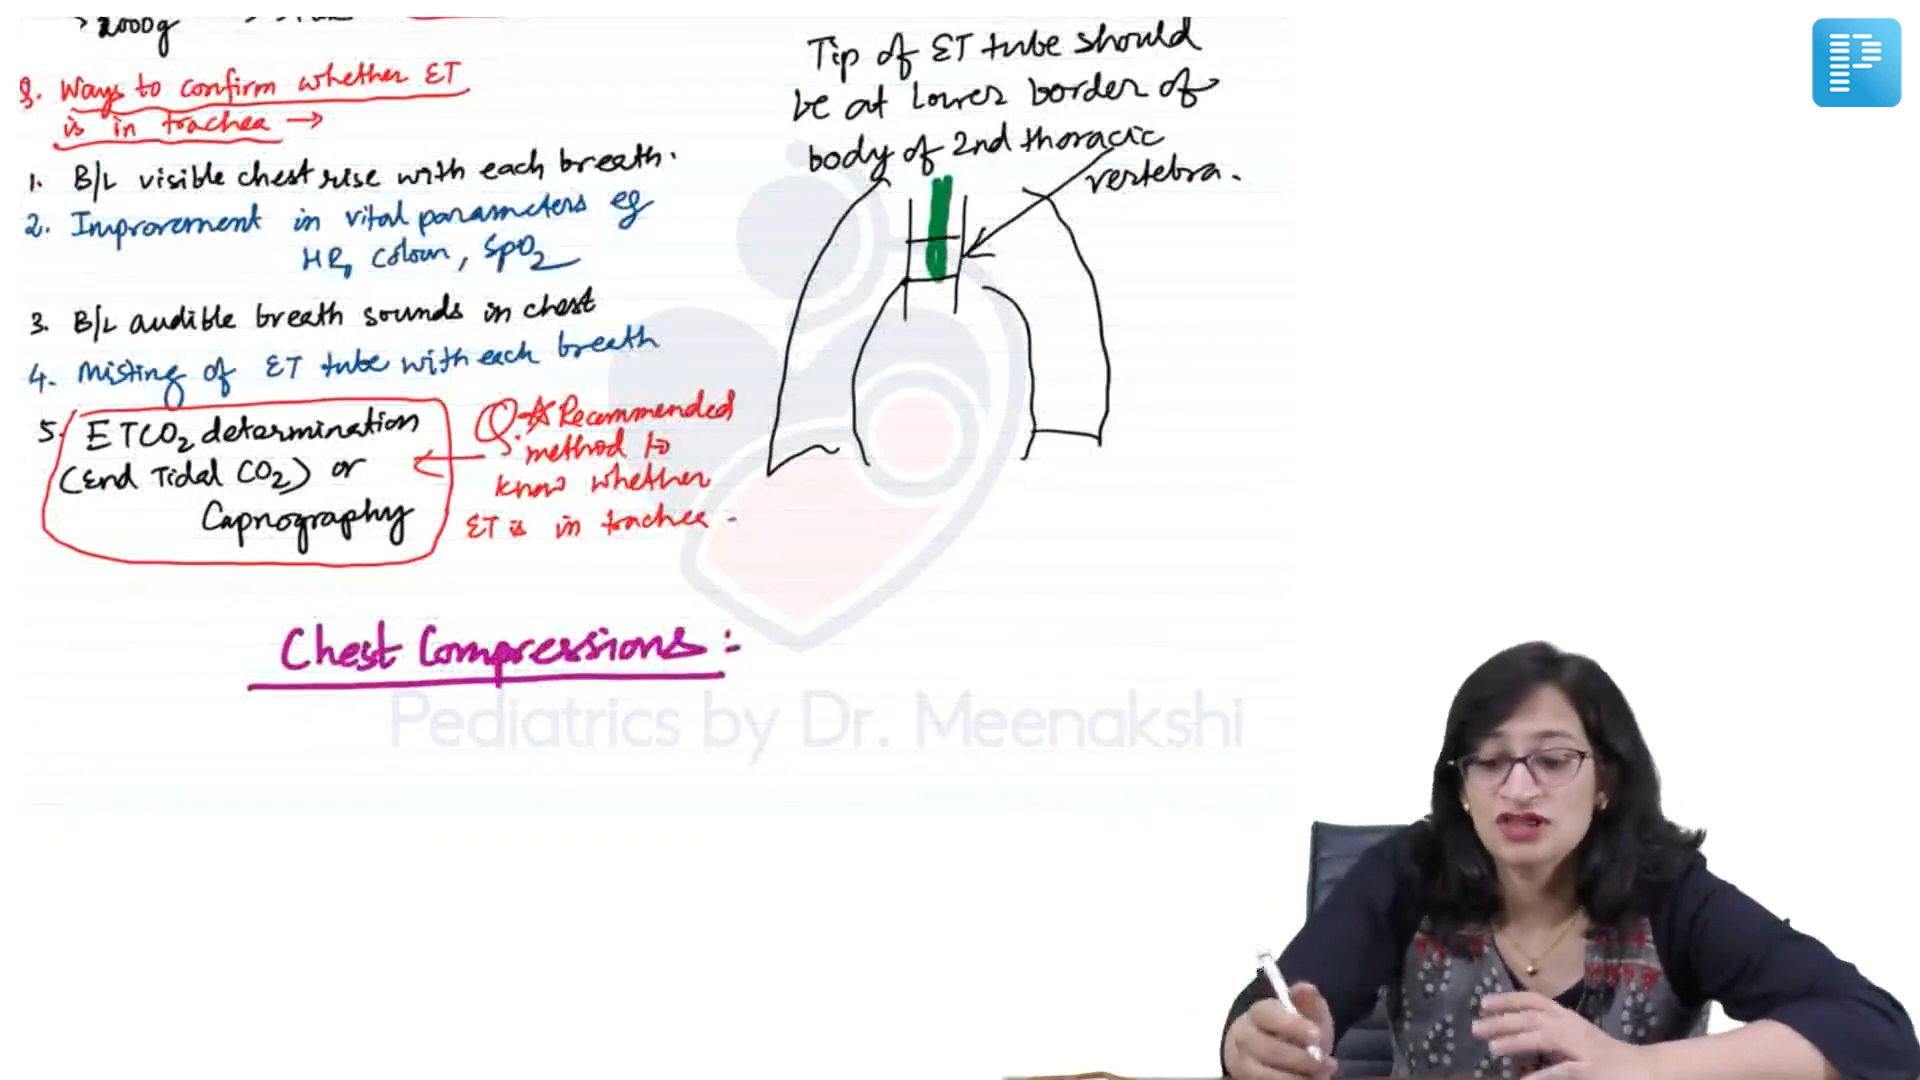 > 2000g
Q. Ways to confirm whether ET
is in trachea →
1. B/L visible chest rise with each breath.
2. Improvement in vital parameters eg
HR, Colour, SpO2
3. B/L audible breath sounds in chest
4. Misting of ET tube with each breath
5. ETCO2 determination
(End Tidal CO2) or
Capnography
Q. ☆ Recommended
method to
know whether
ET is in trachea -
Tip of ET tube should
be at lower border of
body of 2nd thoracic
vertebra.
Chest Compressions :-
Pediatrics by Dr. Meenakshi
P